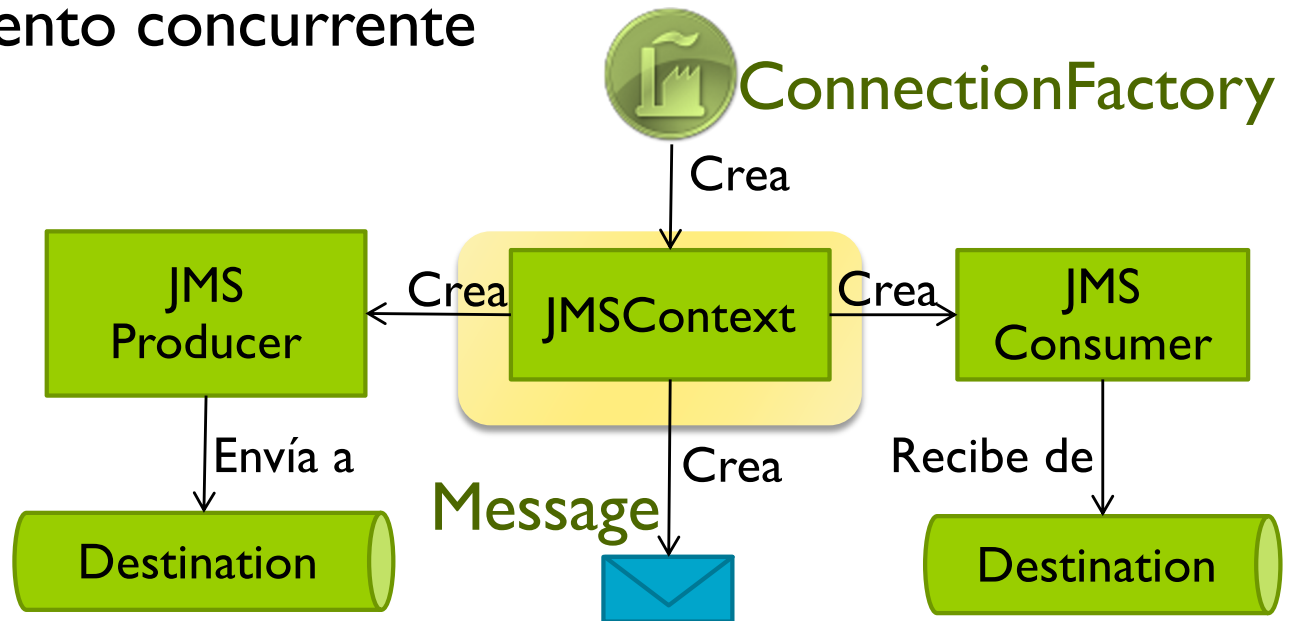 ento concurrente
ConnectionFactory
Crea
JMS
Producer
Crea
JMSContext
Crea
JMS
Consumer
Envía a
Message
Crea
Recibe de
Destination
Destination